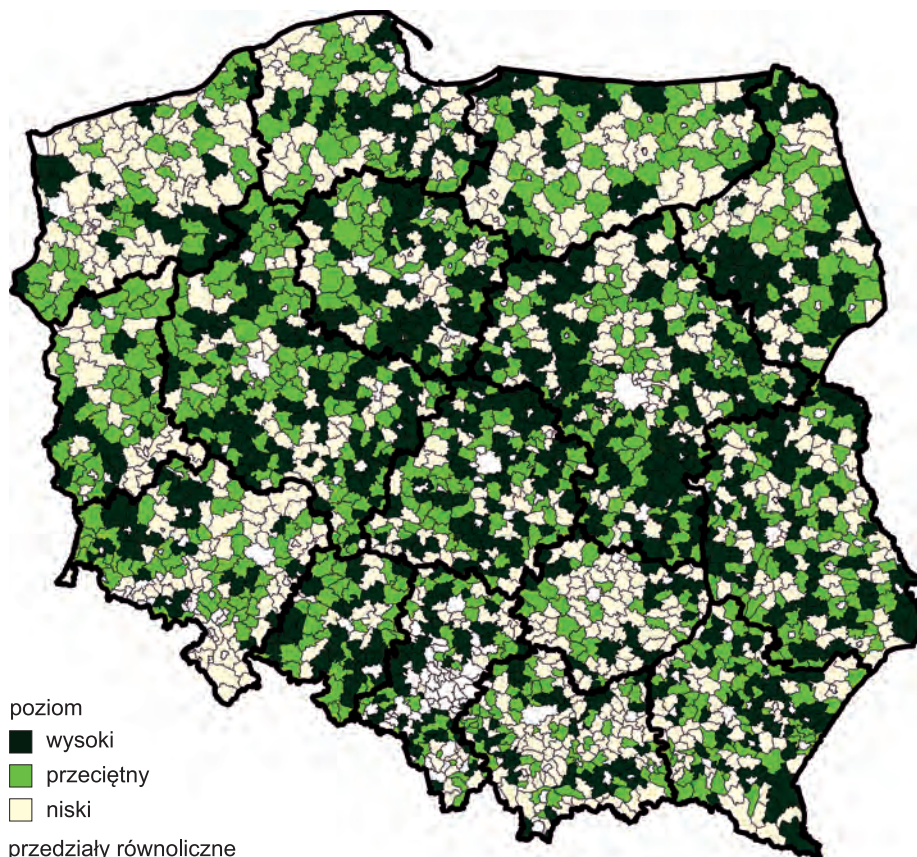 poziom
wysoki
przeciętny
niski
przedziały równoliczne